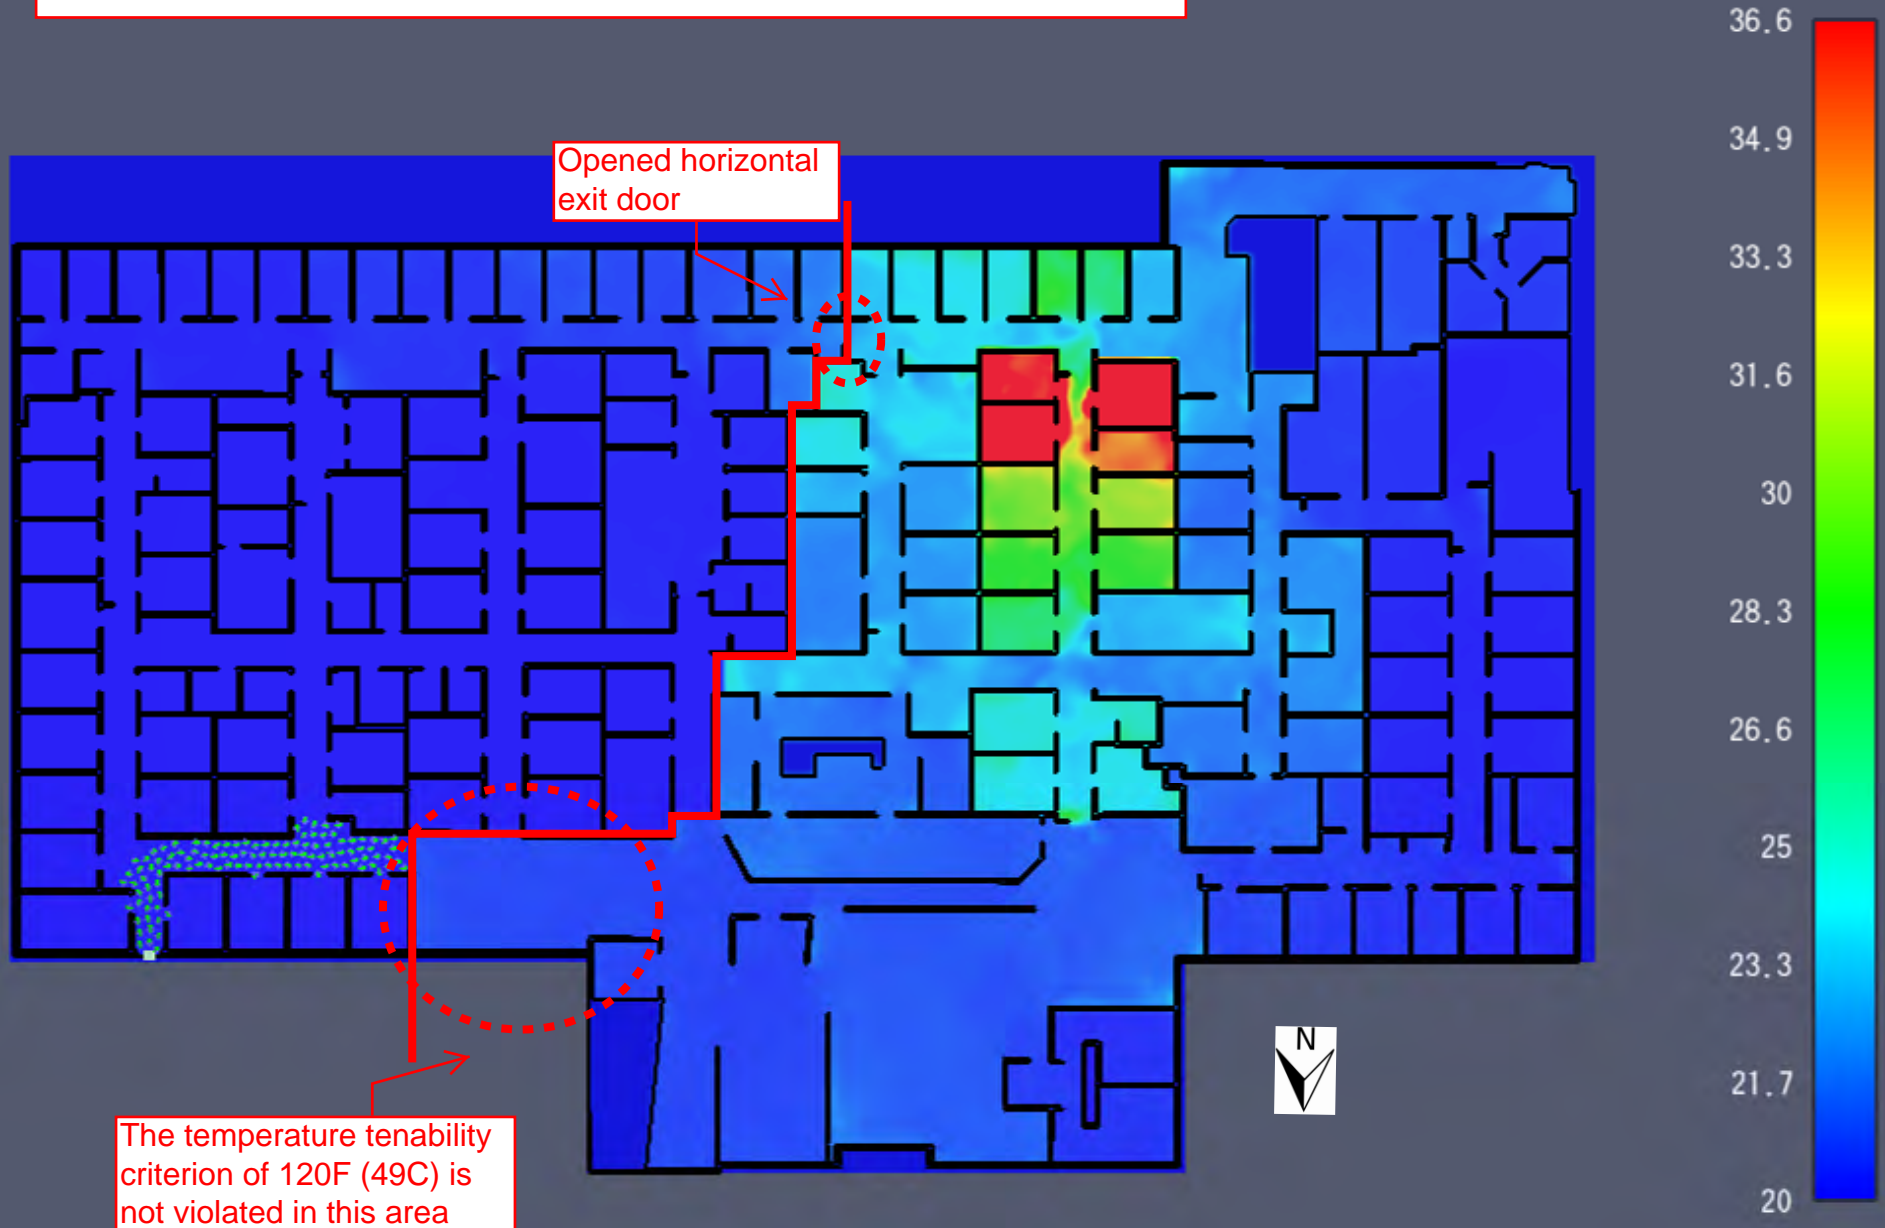 36.6
34.9
Opened horizontal
exit door
33.3
31.6
30
28.3
26.6
25
23.3
N
21.7
The temperature tenability
criterion of 120F (49C) is
not violated in this area
20